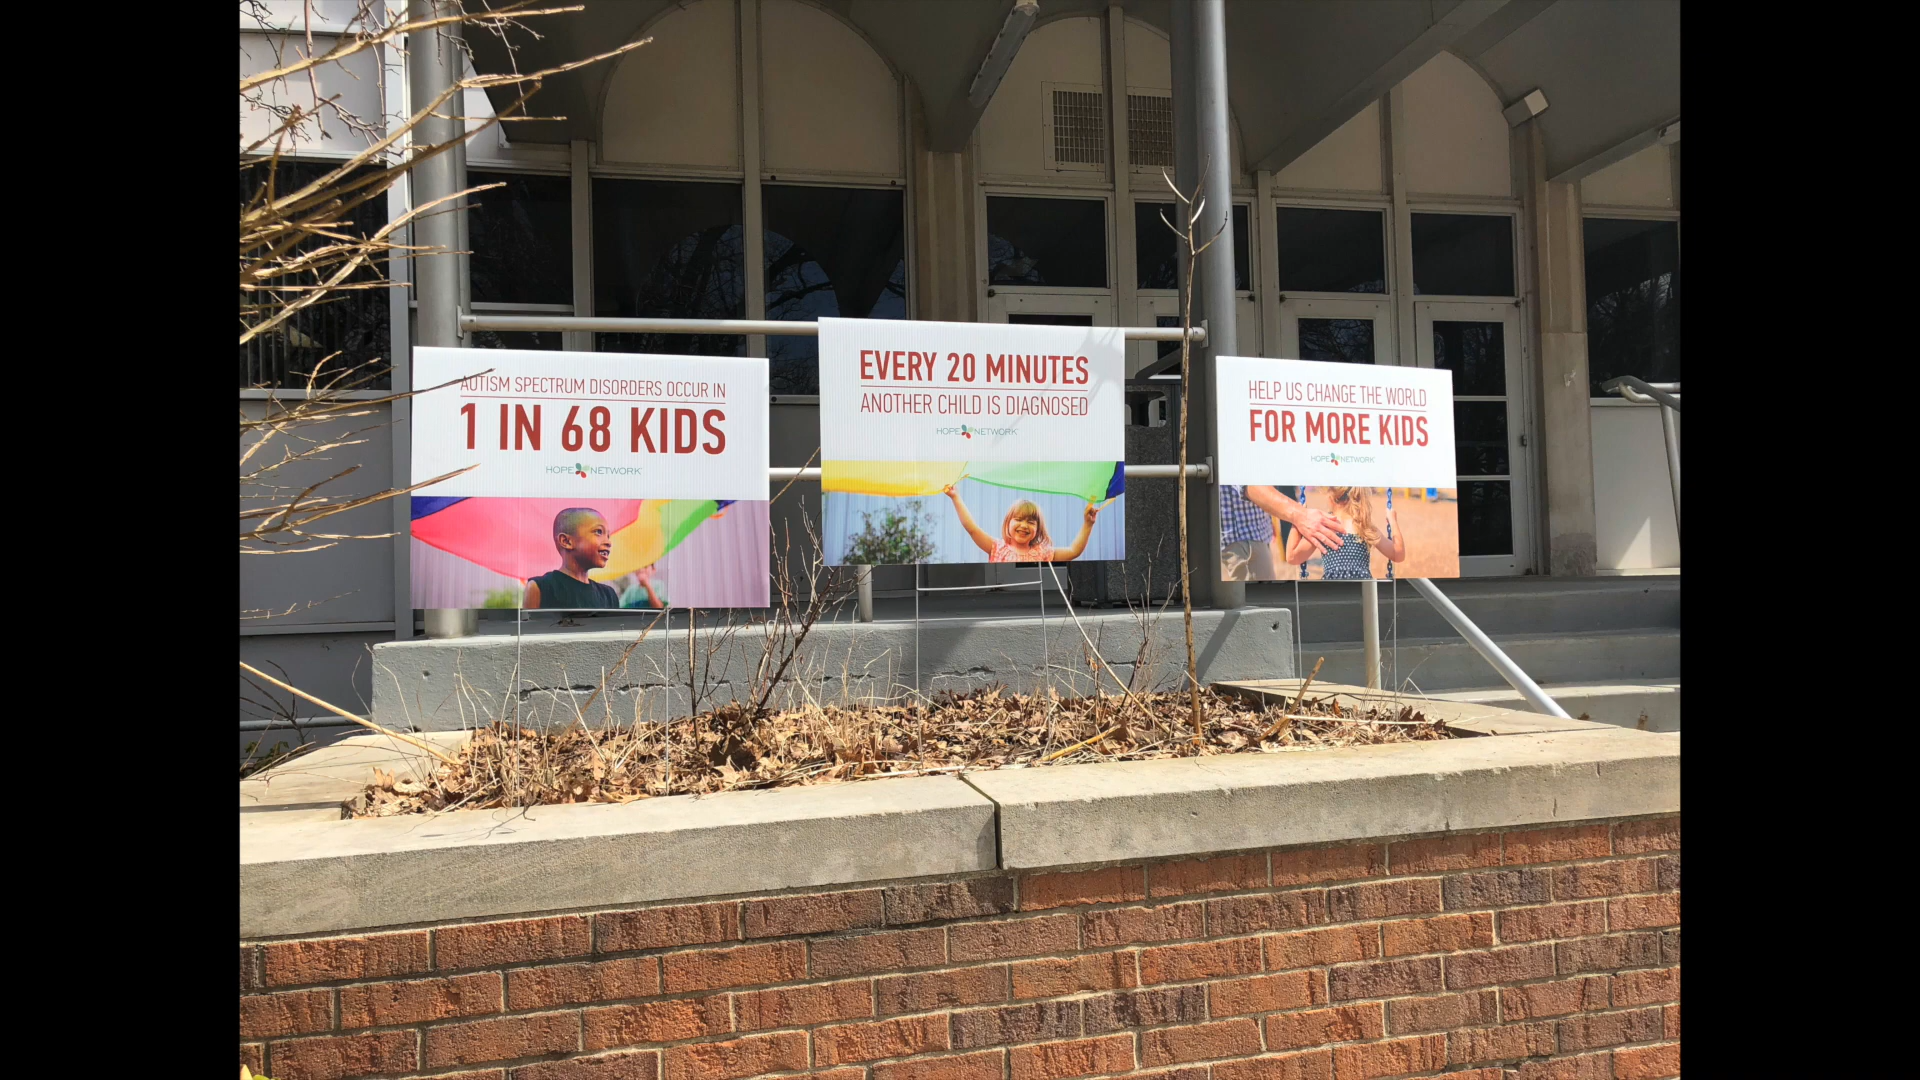 AUTISM SPECTRUM DISORDERS OCCUR IN
1 IN 68 KIDS
HOPE NETWORK
EVERY 20 MINUTES
ANOTHER CHILD IS DIAGNOSED
HOPE NETWORK
HELP US CHANGE THE WORLD
FOR MORE KIDS
HOPE NETWORK